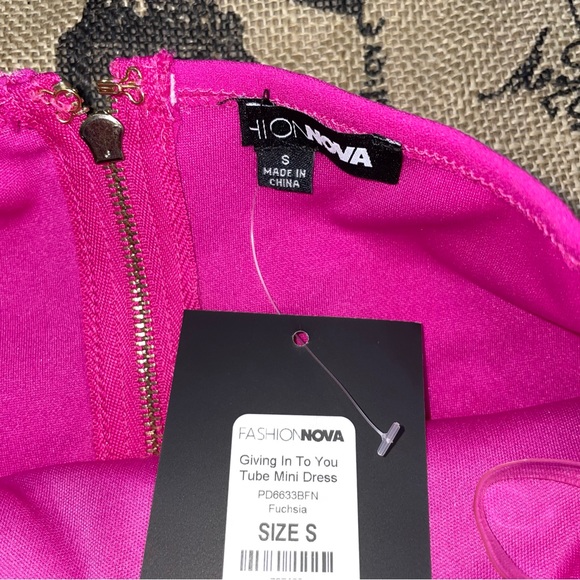 HIONNOVA
S
MADE IN
CHINA
FASHIONNOVA
Giving In To You
Tube Mini Dress
PD6633BFN
Fuchsia
SIZE S